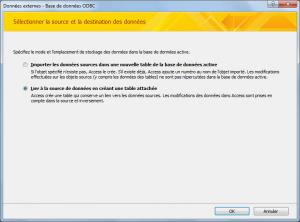 Données externes - Base de données ODBC
Sélectionner la source et la destination des données
Spécifiez le mode et l'emplacement de stockage des données dans la base de données active.
Importer les données sources dans une nouvelle table de la base de données active
Si l'objet spécifié n'existe pas, Access le crée. S'il existe déjà, Access ajoute un numéro au nom de l'objet importé. Les modifications
effectuées sur les objets source (y compris les données des tables) ne sont pas répercutées dans la base de données active.
Lier à la source de données en créant une table attachée
Access crée une table qui conserve un lien vers les données sources. Les modifications des données dans Access sont prises en
compte dans la source et inversement.
OK
Annuler